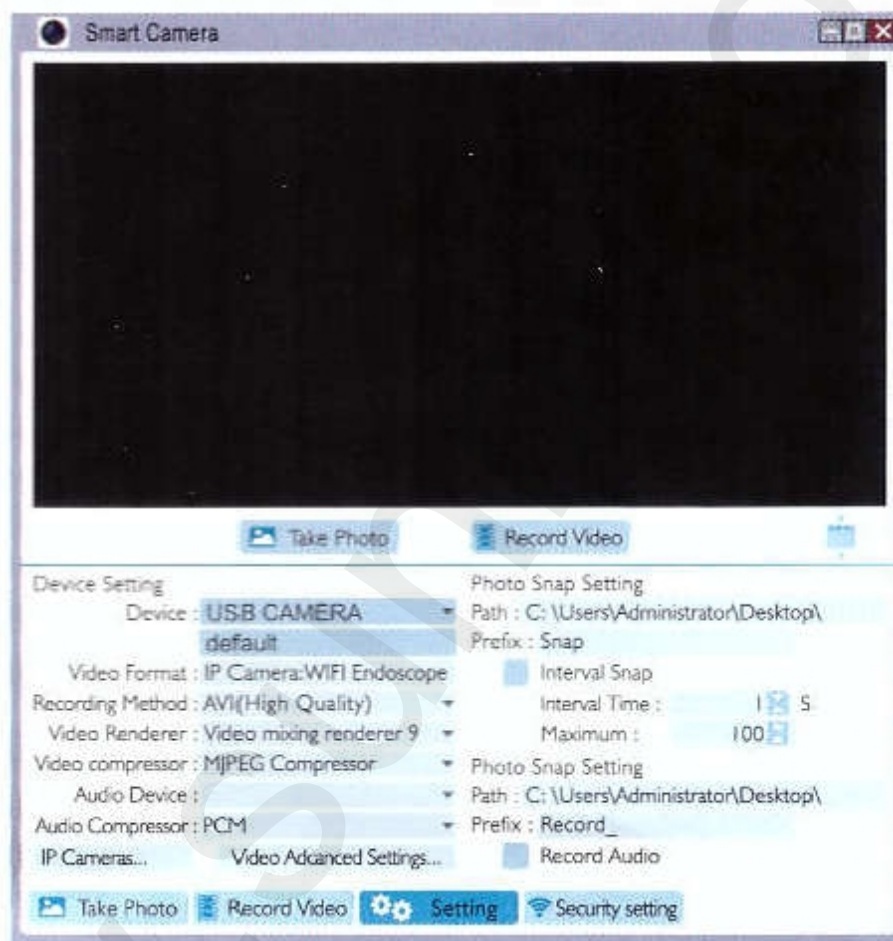 Smart Camera
Take Photo
Record Video
Device Setting
Device : USB CAMERA
default
Video Format : IP Camera:WIFI Endoscope
Recording Method : AVI(High Quality)
Video Renderer : Video mixing renderer 9
Video compressor : MJPEG Compressor
Audio Device :
Audio Compressor : PCM
IP Cameras...
Video Adcanced Settings...
Photo Snap Setting
Path : C: \Users\Administrator\Desktop\
Prefix : Snap
Interval Snap
Interval Time : 1 S
Maximum : 100
Photo Snap Setting
Path : C: \Users\Administrator\Desktop\
Prefix : Record_
Record Audio
Take Photo
Record Video
Setting
Security setting